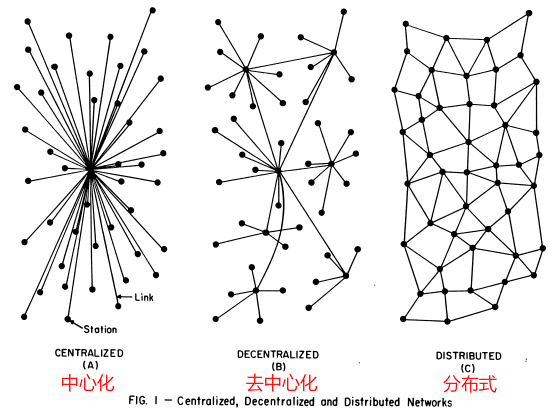 Link
Station
CENTRALIZED
(A)
中心化
DECENTRALIZED
(B)
去中心化
DISTRIBUTED
(C)
分布式
FIG. 1 — Centralized, Decentralized and Distributed Networks